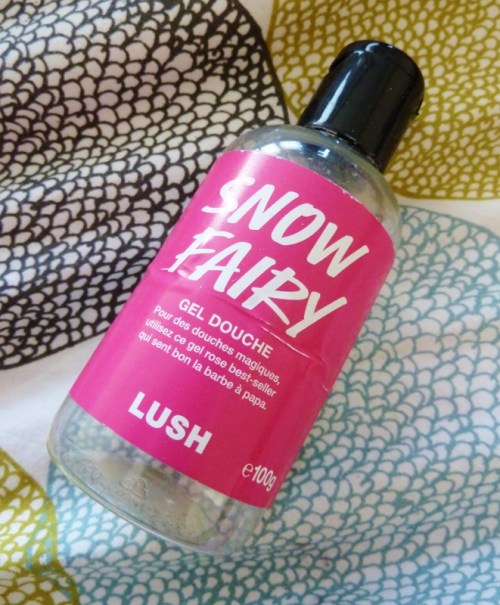 SNOW
FAIRY
GEL DOUCHE
Pour des douches magiques,
utilisez ce gel rose best-seller
qui sent bon la barbe à papa.
LUSH
℮100g